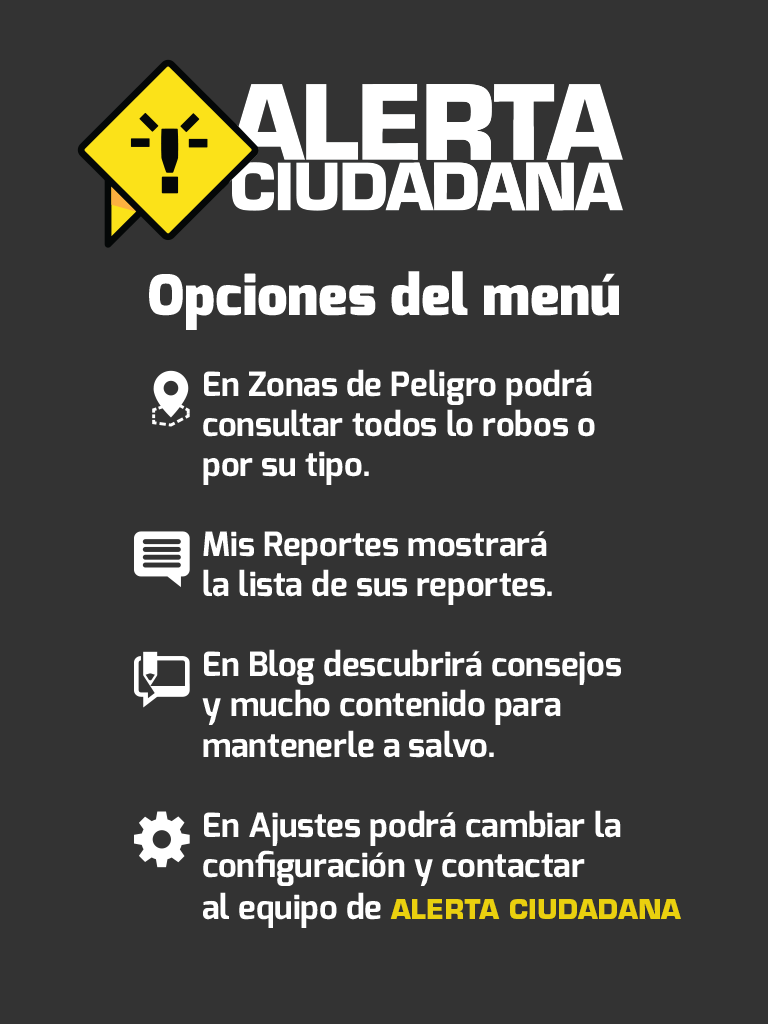 ALERTA
CIUDADANA
Opciones del menú
En Zonas de Peligro podrá
consultar todos lo robos o
por su tipo.
Mis Reportes mostrará
la lista de sus reportes.
En Blog descubrirá consejos
y mucho contenido para
mantenerle a salvo.
En Ajustes podrá cambiar la
configuración y contactar
al equipo de ALERTA CIUDADANA